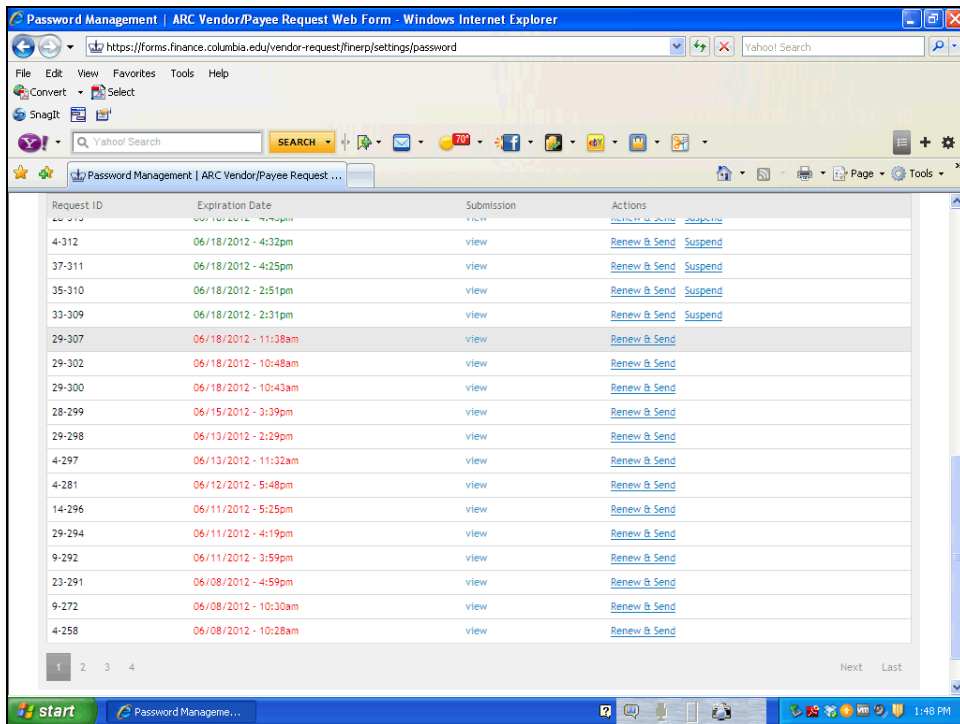 Password Management | ARC Vendor/Payee Request Web Form - Windows Internet Explorer
https://forms.finance.columbia.edu/vendor-request/finerp/settings/password
Yahoo! Search
File Edit View Favorites Tools Help
Convert Select
SnagIt
Y! Yahoo! Search SEARCH 70° eBY
Password Management | ARC Vendor/Payee Request ... Page Tools
Request ID Expiration Date Submission Actions
4-312 06/18/2012 - 4:32pm view Renew & Send Suspend
37-311 06/18/2012 - 4:25pm view Renew & Send Suspend
35-310 06/18/2012 - 2:51pm view Renew & Send Suspend
33-309 06/18/2012 - 2:31pm view Renew & Send Suspend
29-307 06/18/2012 - 11:38am view Renew & Send
29-302 06/18/2012 - 10:48am view Renew & Send
29-300 06/18/2012 - 10:43am view Renew & Send
28-299 06/15/2012 - 3:39pm view Renew & Send
29-298 06/13/2012 - 2:29pm view Renew & Send
4-297 06/13/2012 - 11:32am view Renew & Send
4-281 06/12/2012 - 5:48pm view Renew & Send
14-296 06/11/2012 - 5:25pm view Renew & Send
29-294 06/11/2012 - 4:19pm view Renew & Send
9-292 06/11/2012 - 3:59pm view Renew & Send
23-291 06/08/2012 - 4:59pm view Renew & Send
9-272 06/08/2012 - 10:30am view Renew & Send
4-258 06/08/2012 - 10:28am view Renew & Send
1 2 3 4 Next Last
start Password Manageme... 1:48 PM